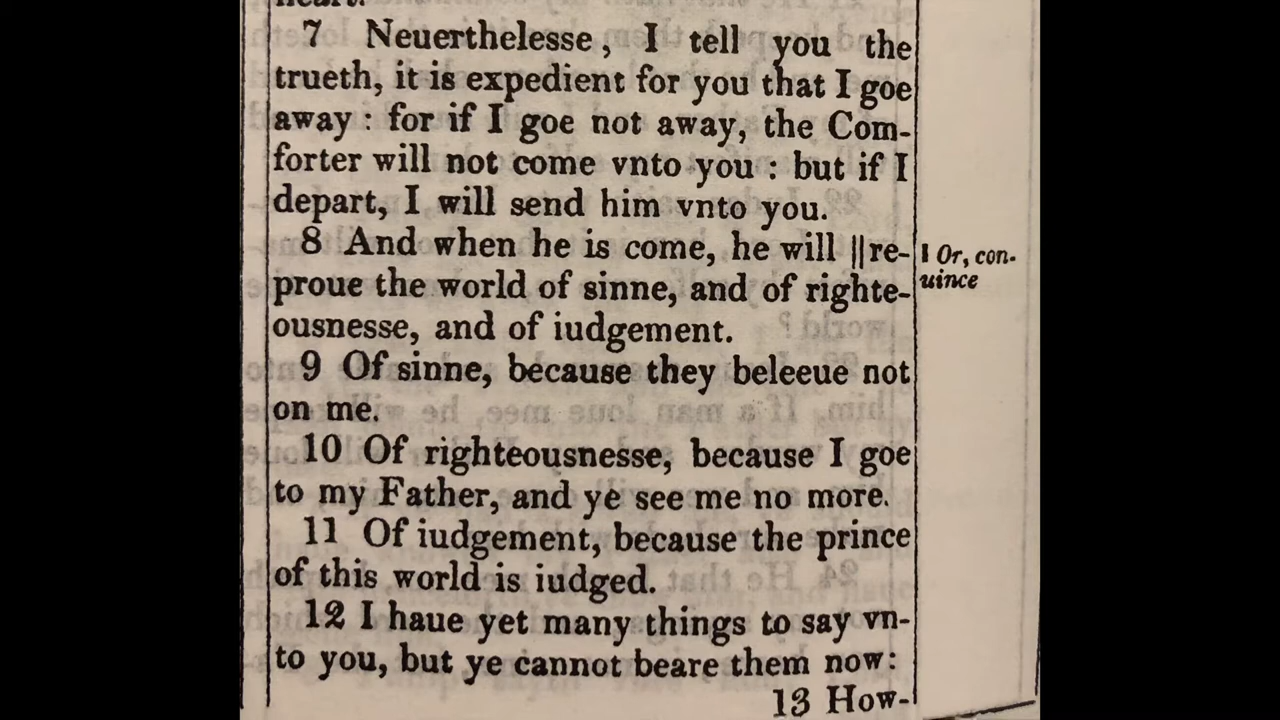 heart.
7 Neuerthelesse, I tell you the
trueth, it is expedient for you that I goe
away : for if I goe not away, the Com-
forter will not come vnto you : but if I
depart, I will send him vnto you.
8 And when he is come, he will ||re-
proue the world of sinne, and of righte-
ousnesse, and of iudgement.
9 Of sinne, because they beleeue not
on me.
10 Of righteousnesse, because I goe
to my Father, and ye see me no more.
11 Of iudgement, because the prince
of this world is iudged.
12 I haue yet many things to say vn-
to you, but ye cannot beare them now:
13 How-
|| Or, con-
uince